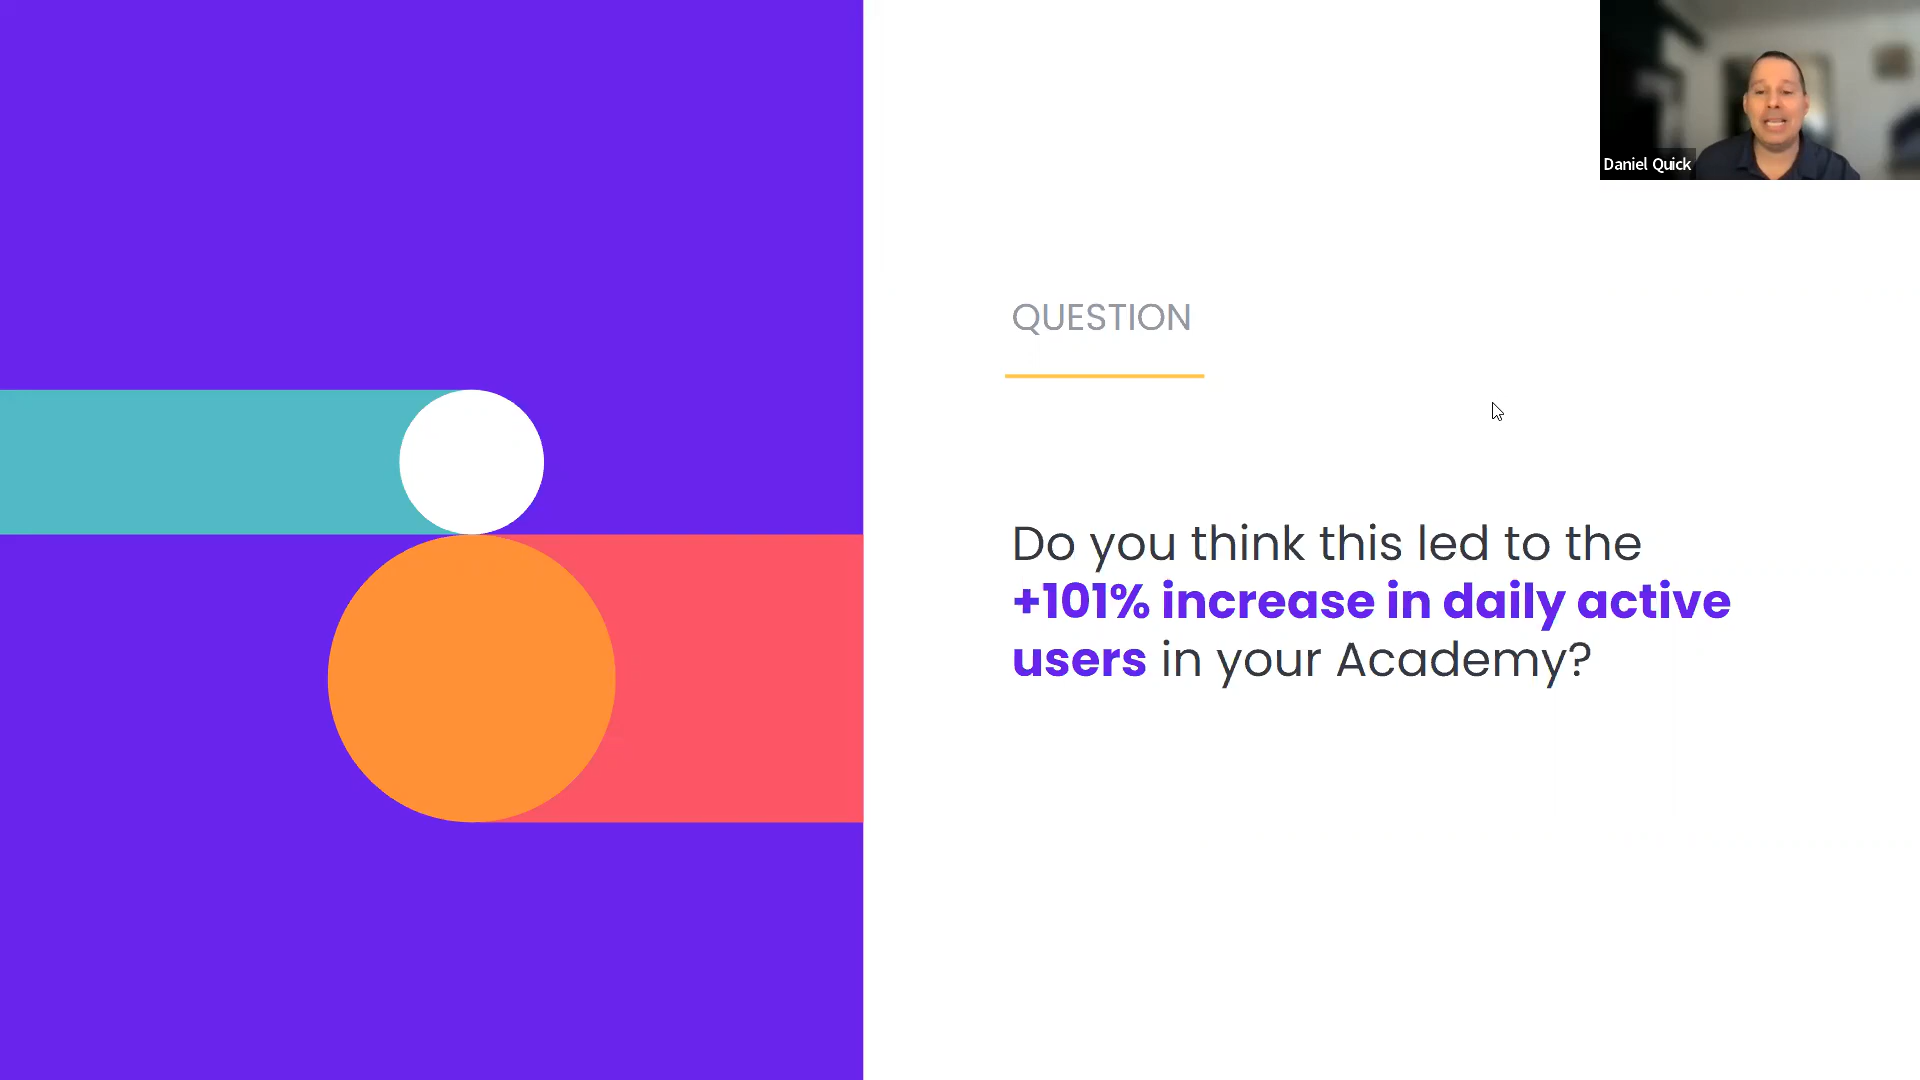 Daniel Quick
QUESTION
Do you think this led to the
+101% increase in daily active
users in your Academy?